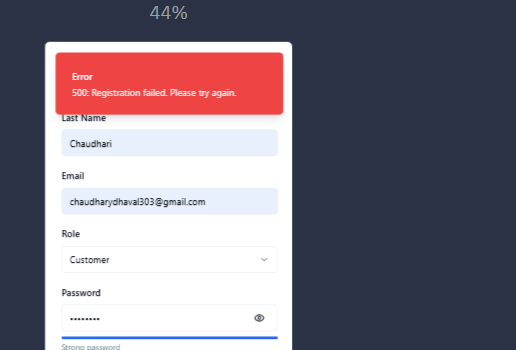 44%
Error
500: Registration failed. Please try again.
Last Name
Chaudhari
Email
chaudharydhaval303@gmail.com
Role
Customer
Password
••••••••
Strong password